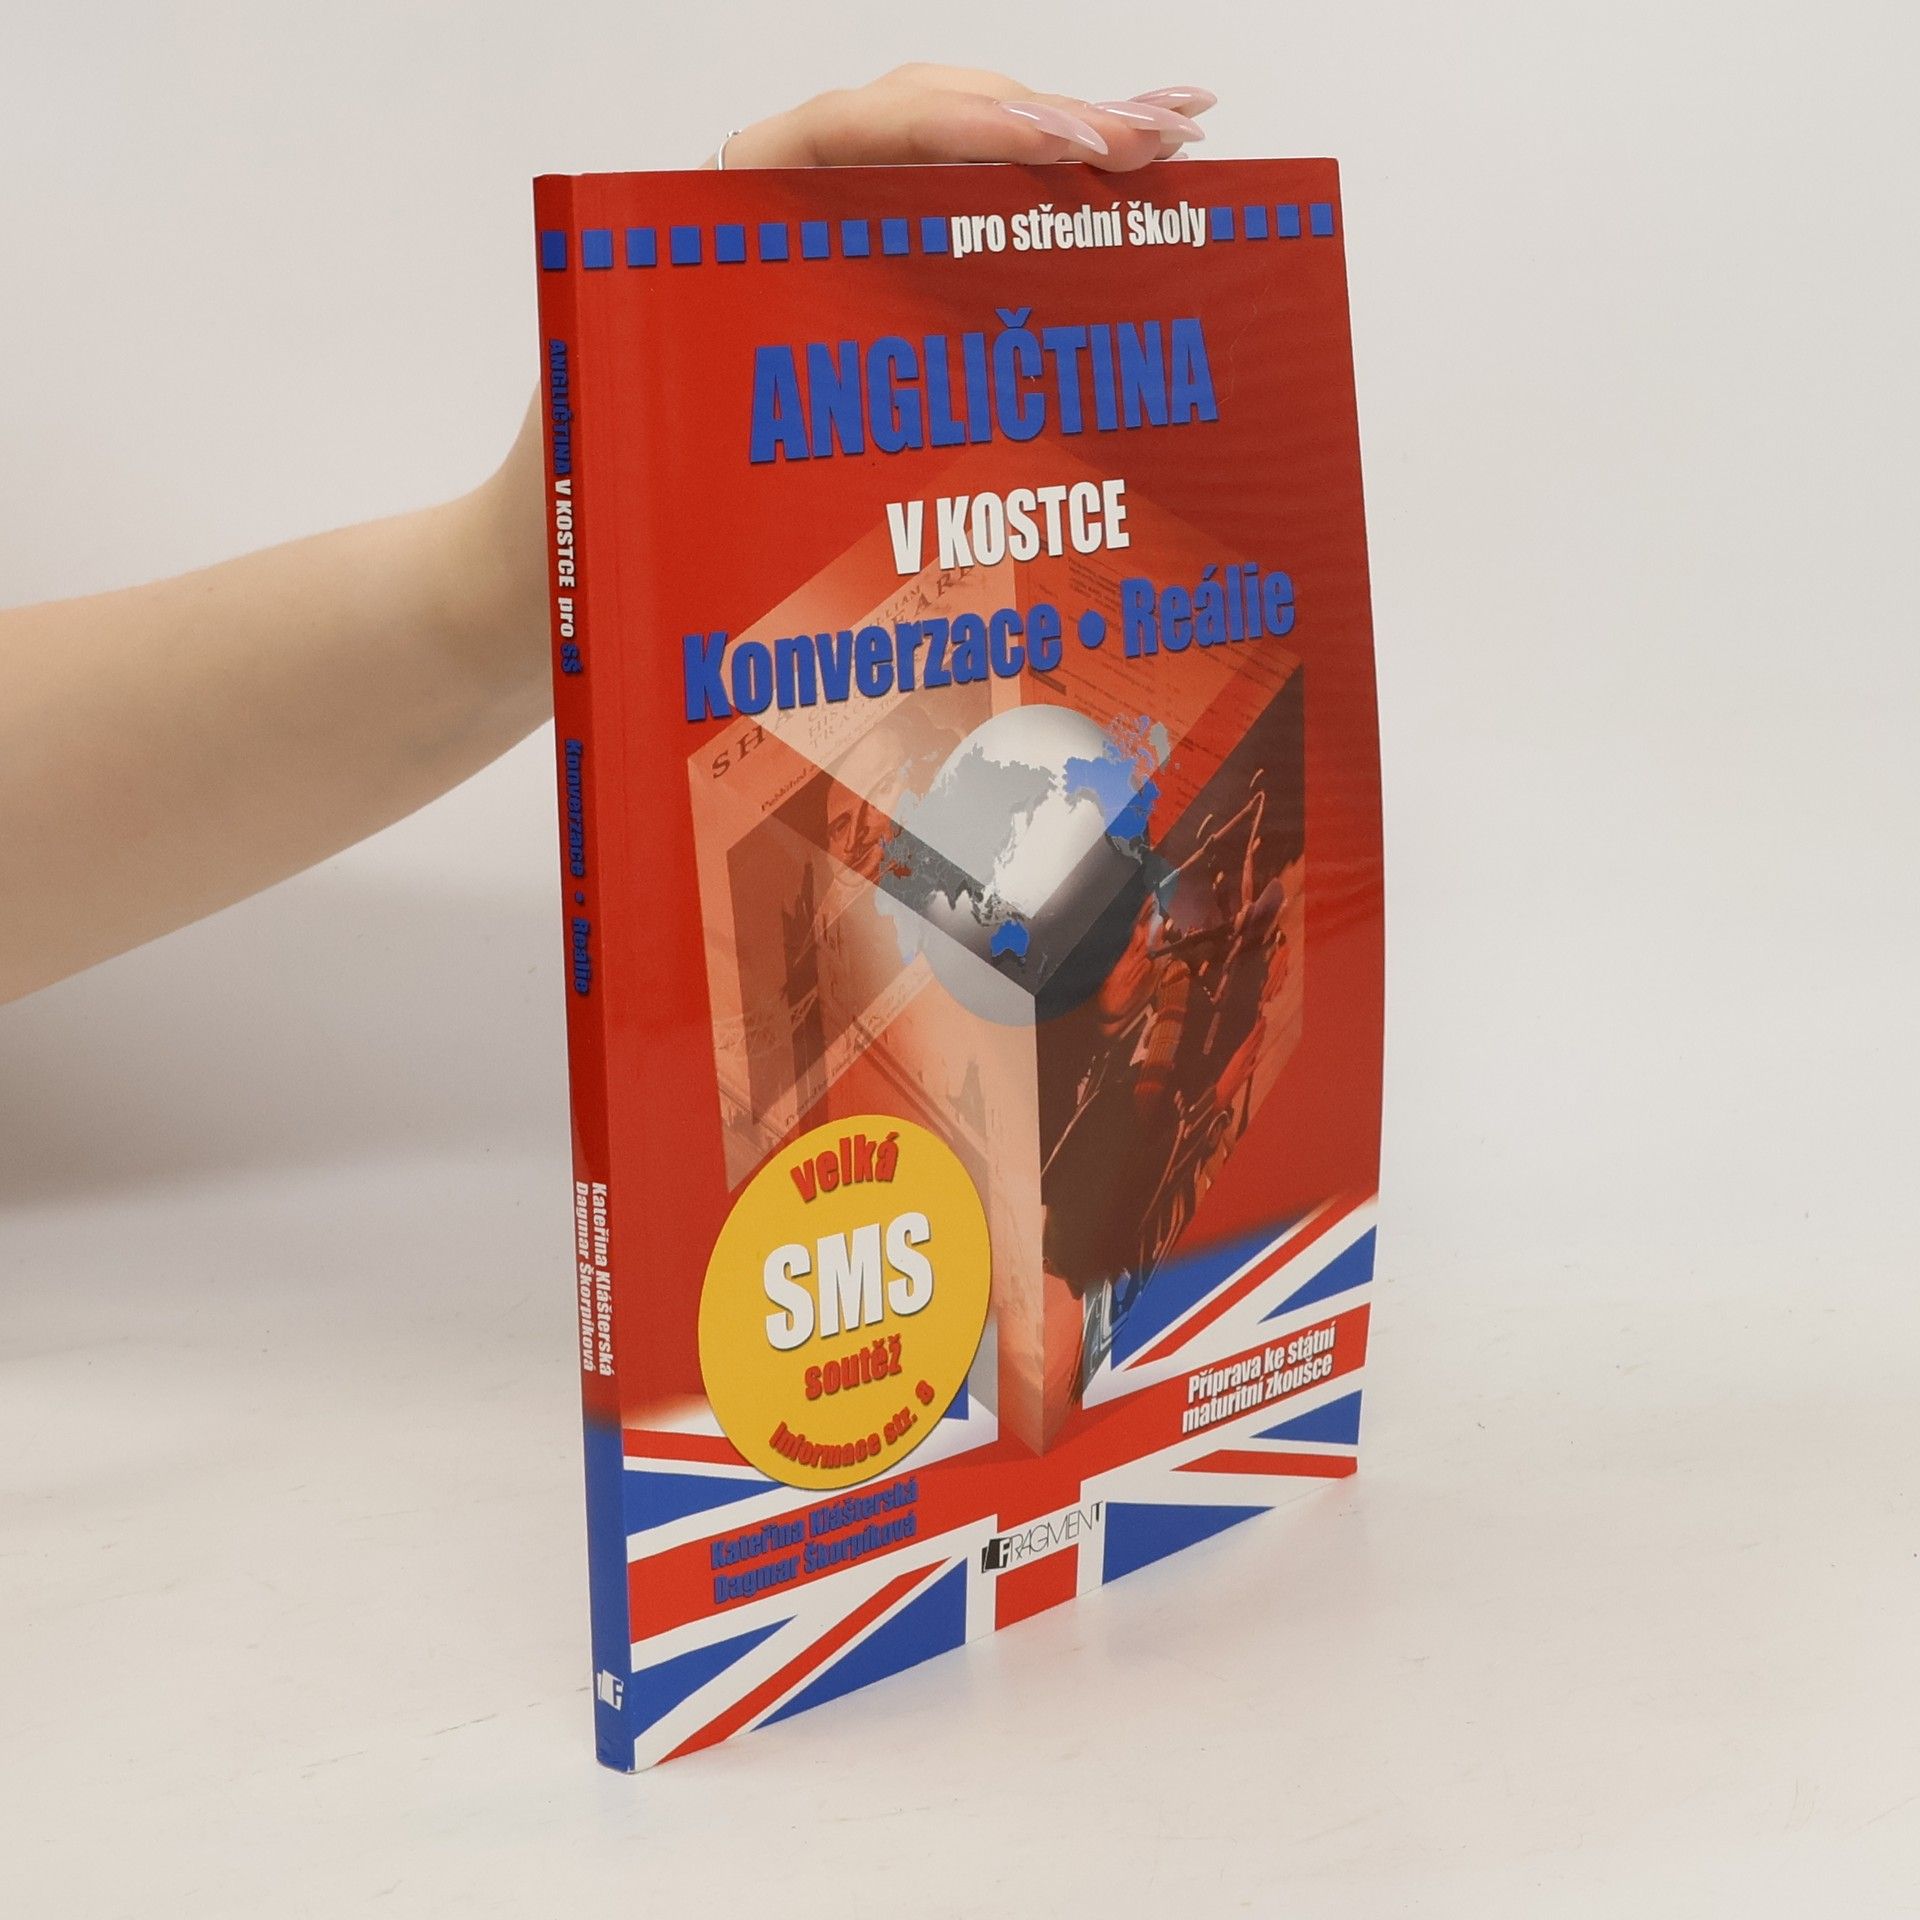 pro střední školy
ANGLIČTINA
V KOSTCE
Konverzace • Reálie
velká
SMS
soutěž
Informace str. 3
Příprava ke státní
maturitní zkoušce
Kateřina Klášterská
Dagmar Škorpíková
FRAGMENT
ANGLIČTINA V KOSTCE pro SŠ Konverzace • Reálie
Kateřina Klášterská
Dagmar Škorpíková
F